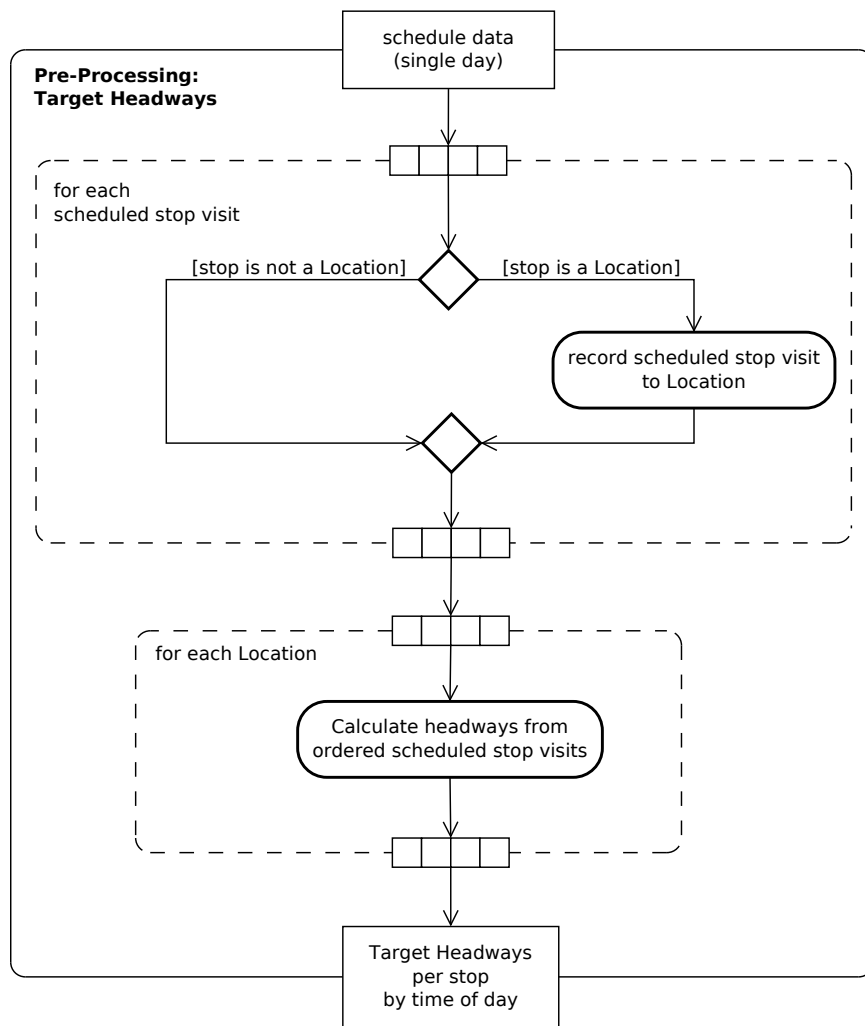 schedule data
(single day)
Pre-Processing:
Target Headways
for each
scheduled stop visit
[stop is not a Location]
[stop is a Location]
record scheduled stop visit
to Location
for each Location
Calculate headways from
ordered scheduled stop visits
Target Headways
per stop
by time of day